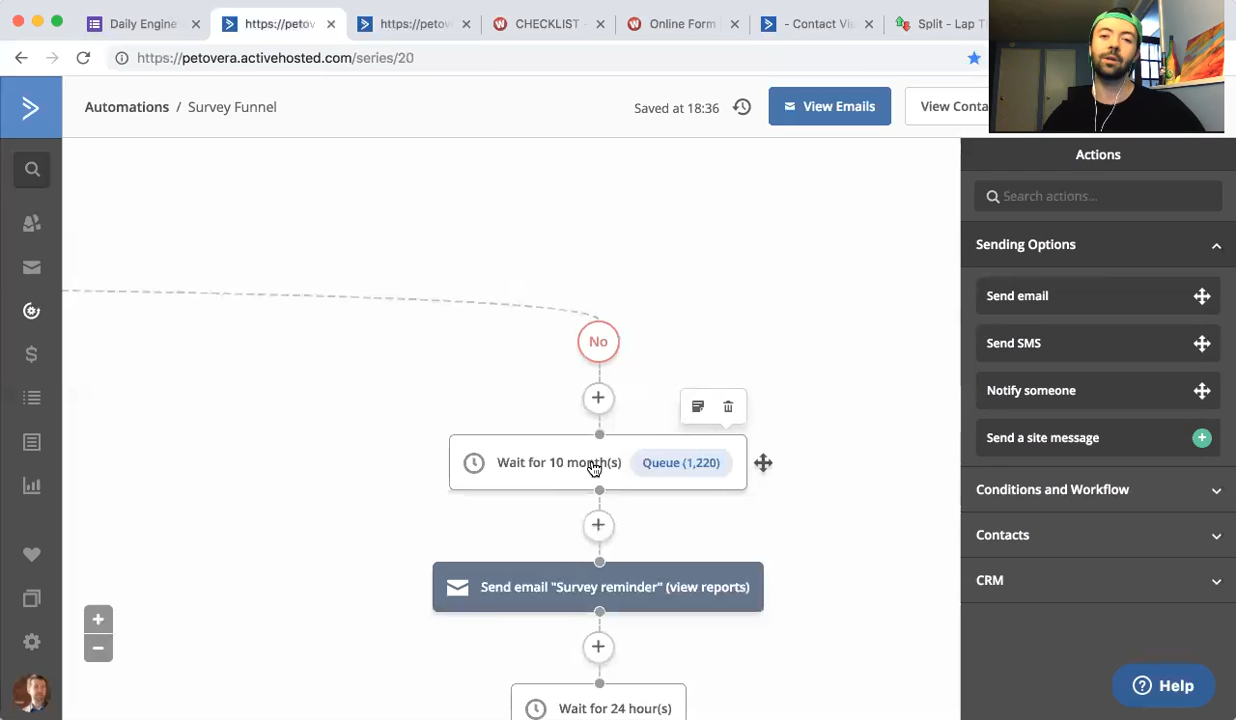 Daily Engine
https://petov
https://petov
CHECKLIST -
Online Form
- Contact Vi
Split - Lap T
https://petovera.activehosted.com/series/20
Automations / Survey Funnel
Saved at 18:36
View Emails
View Conta
Actions
Search actions...
Sending Options
Send email
Send SMS
Notify someone
Send a site message
Conditions and Workflow
Contacts
CRM
No
Wait for 10 month(s)
Queue (1,220)
Send email "Survey reminder" (view reports)
Wait for 24 hour(s)
Help